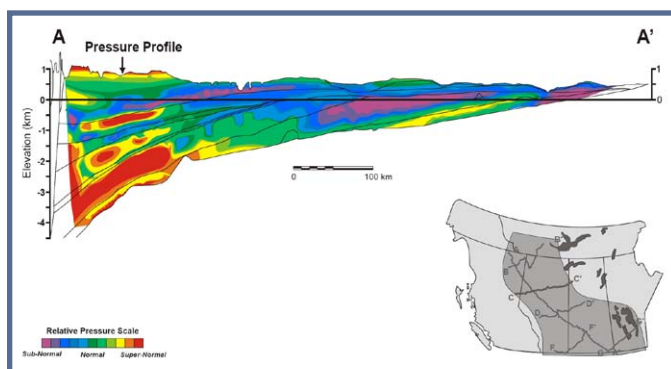 A
Pressure Profile
A'
1
0
-1
-2
-3
-4
Elevation (km)
1
0
0
100 km
Relative Pressure Scale
Sub-Normal
Normal
Super-Normal
B
C
C'
D
D'
F
F'
G